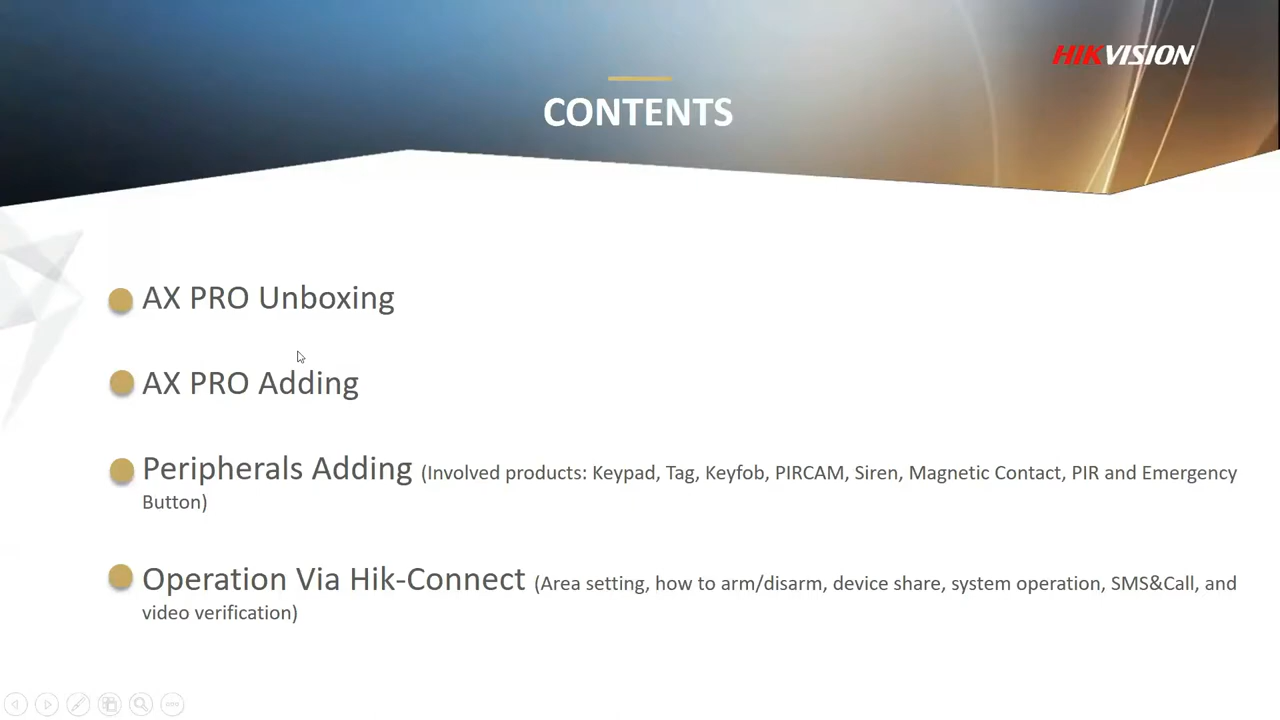 HIKVISION
CONTENTS
AX PRO Unboxing
AX PRO Adding
Peripherals Adding (Involved products: Keypad, Tag, Keyfob, PIRCAM, Siren, Magnetic Contact, PIR and Emergency
Button)
Operation Via Hik-Connect (Area setting, how to arm/disarm, device share, system operation, SMS&Call, and
video verification)